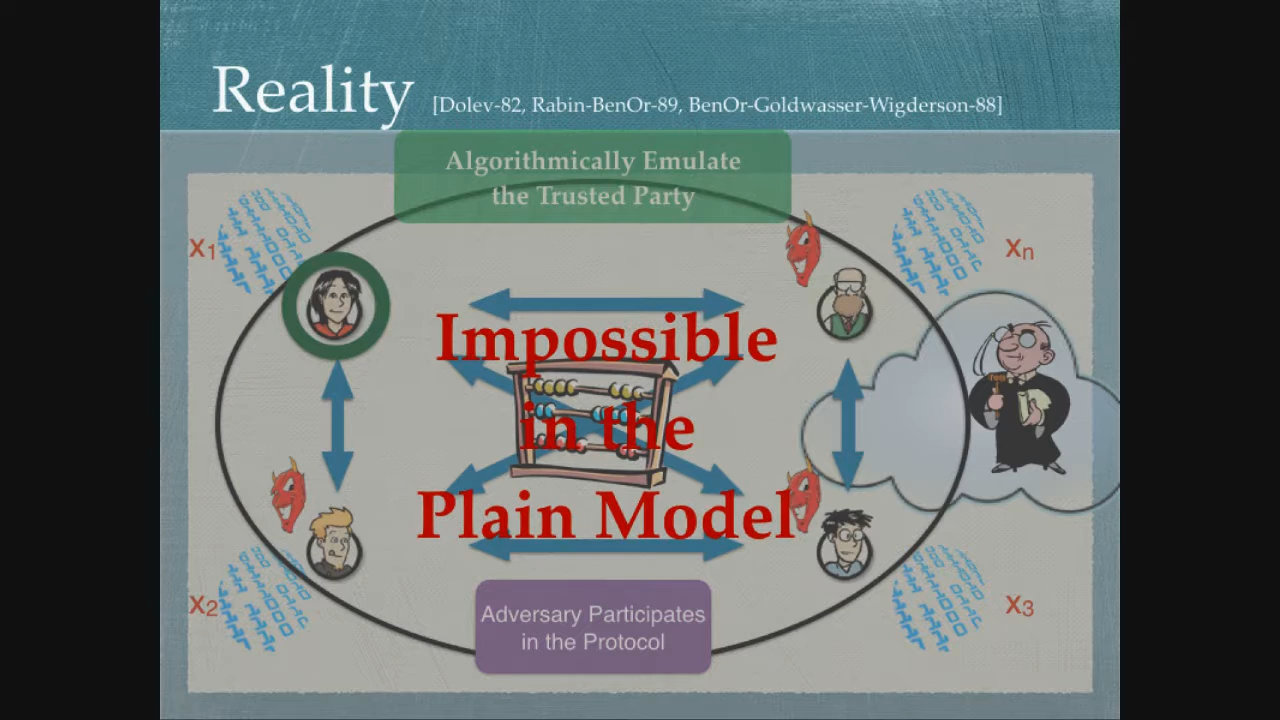 Reality [Dolev-82, Rabin-BenOr-89, BenOr-Goldwasser-Wigderson-88]
Algorithmically Emulate
the Trusted Party
x1
xn
Impossible
in the
Plain Model
x2
x3
Adversary Participates
in the Protocol